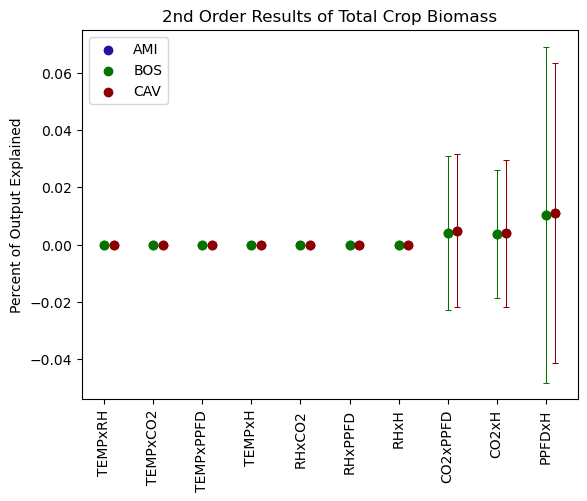 2nd Order Results of Total Crop Biomass
AMI
BOS
CAV
Percent of Output Explained
0.06
0.04
0.02
0.00
−0.02
−0.04
TEMPxRH
TEMPxCO2
TEMPxPPFD
TEMPxH
RHxCO2
RHxPPFD
RHxH
CO2xPPFD
CO2xH
PPFDxH